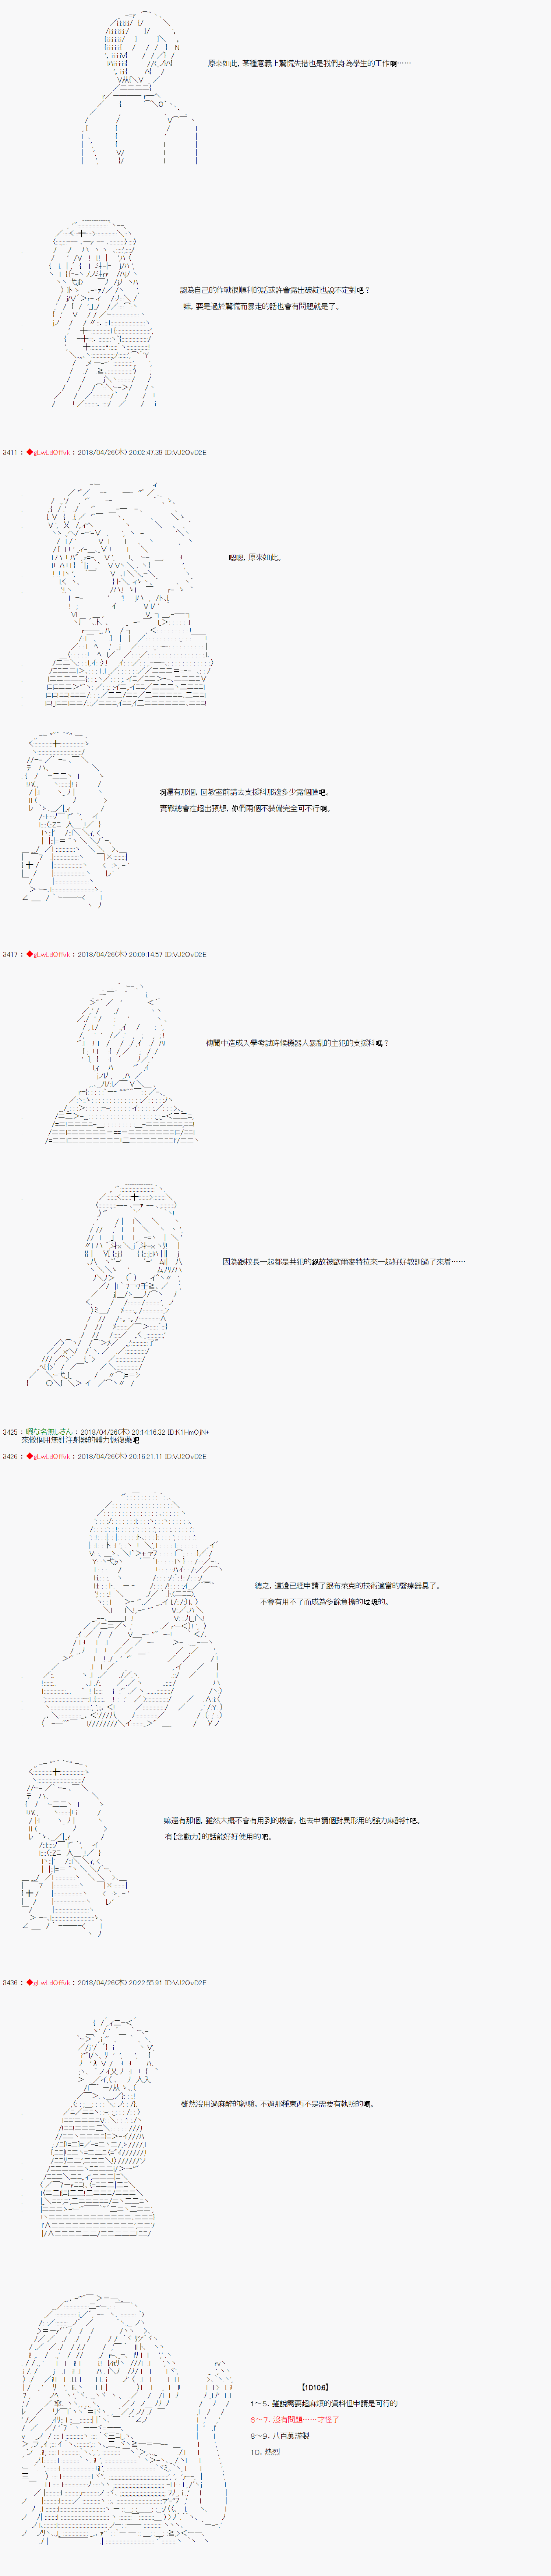 原來如此，某種意義上驚慌失措也是我們身為學生的工作啊……
認為自己的作戰很順利的話或許會露出破綻也說不定對吧？
嘛，要是過於驚慌而暴走的話也會有問題就是了。
3411 : ◆gLwLdOffvk : 2018/04/26(木) 20:02:47.39 ID:VJ2OvD2E
嗯嗯，原來如此。
啊還有那個，回教室前請去支援科那邊多少露個臉吧。
實戰總會在超出預想，你們兩個不裝備完全可不行啊。
3417 : ◆gLwLdOffvk : 2018/04/26(木) 20:09:14.57 ID:VJ2OvD2E
傳聞中造成入學考試時候機器人暴亂的主犯的支援科嗎？
因為跟校長一起都是共犯的緣故被歐爾麥特拉來一起好好教訓過了來着……
3425 : 暇な名無しさん : 2018/04/26(木) 20:14:16.32 ID:K1HmOjN+
來做個用無針注射器的體力恢復藥吧
3426 : ◆gLwLdOffvk : 2018/04/26(木) 20:16:21.11 ID:VJ2OvD2E
總之，這邊已經申請了跟布萊克的技術適當的醫療器具了。
不會有用不了而成為多餘負擔的垃圾的。
嘛還有那個，雖然大概不會有用到的機會，也去申請個對異形用的強力麻醉針吧。
有【念動力】的話能好好使用的吧。
3436 : ◆gLwLdOffvk : 2018/04/26(木) 20:22:55.91 ID:VJ2OvD2E
雖然沒用過麻醉的經驗，不過那種東西不是需要有執照的嗎。
【1D10:6】
1～5．雖說需要超麻煩的資料但申請是可行的
6～7．沒有問題……才怪了
8～9．八百萬謹製
10．熱烈